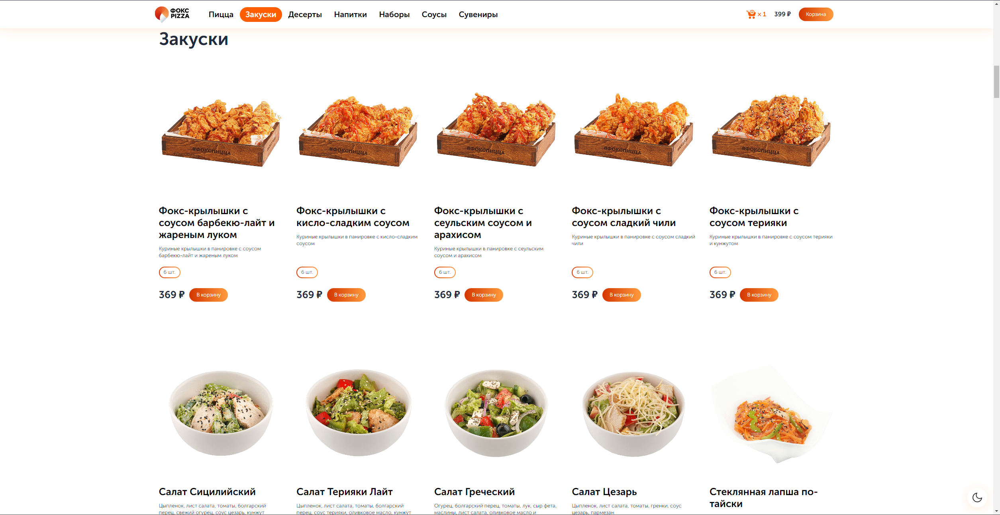 ФОКС
PIZZA
Пицца Закуски Десерты Напитки Наборы Соусы Сувениры
x 1 399 ₽ Корзина
Закуски
#ФОКСПИЦЦА #ФОКСПИЦЦА #ФОКСПИЦЦА #ФОКСПИЦЦА #ФОКСПИЦЦА
Фокс-крылышки с
соусом барбекю-лайт и
жареным луком
Куриные крылышки в панировке с соусом
барбекю-лайт и жареным луком
6 шт.
369 ₽ В корзину
Фокс-крылышки с
кисло-сладким соусом
Куриные крылышки в панировке с кисло-сладким
соусом
6 шт.
369 ₽ В корзину
Фокс-крылышки с
сеульским соусом и
арахисом
Куриные крылышки в панировке с сеульским
соусом и арахисом
6 шт.
369 ₽ В корзину
Фокс-крылышки с
соусом сладкий чили
Куриные крылышки в панировке с соусом сладкий
чили
6 шт.
369 ₽ В корзину
Фокс-крылышки с
соусом терияки
Куриные крылышки в панировке с соусом терияки
и кунжутом
6 шт.
369 ₽ В корзину
Салат Сицилийский
Цыпленок, лист салата, томаты, болгарский
перец, свежий огурец, соус цезарь, кунжут
Салат Терияки Лайт
Цыпленок, лист салата, томаты, болгарский
перец, соус терияки, оливковое масло, кунжут
Салат Греческий
Огурец, болгарский перец, томаты, лук, сыр фета,
маслины, лист салата, оливковое масло и
Салат Цезарь
Цыпленок, лист салата, томаты, гренки, соус
цезарь, пармезан
Стеклянная лапша по-
тайски